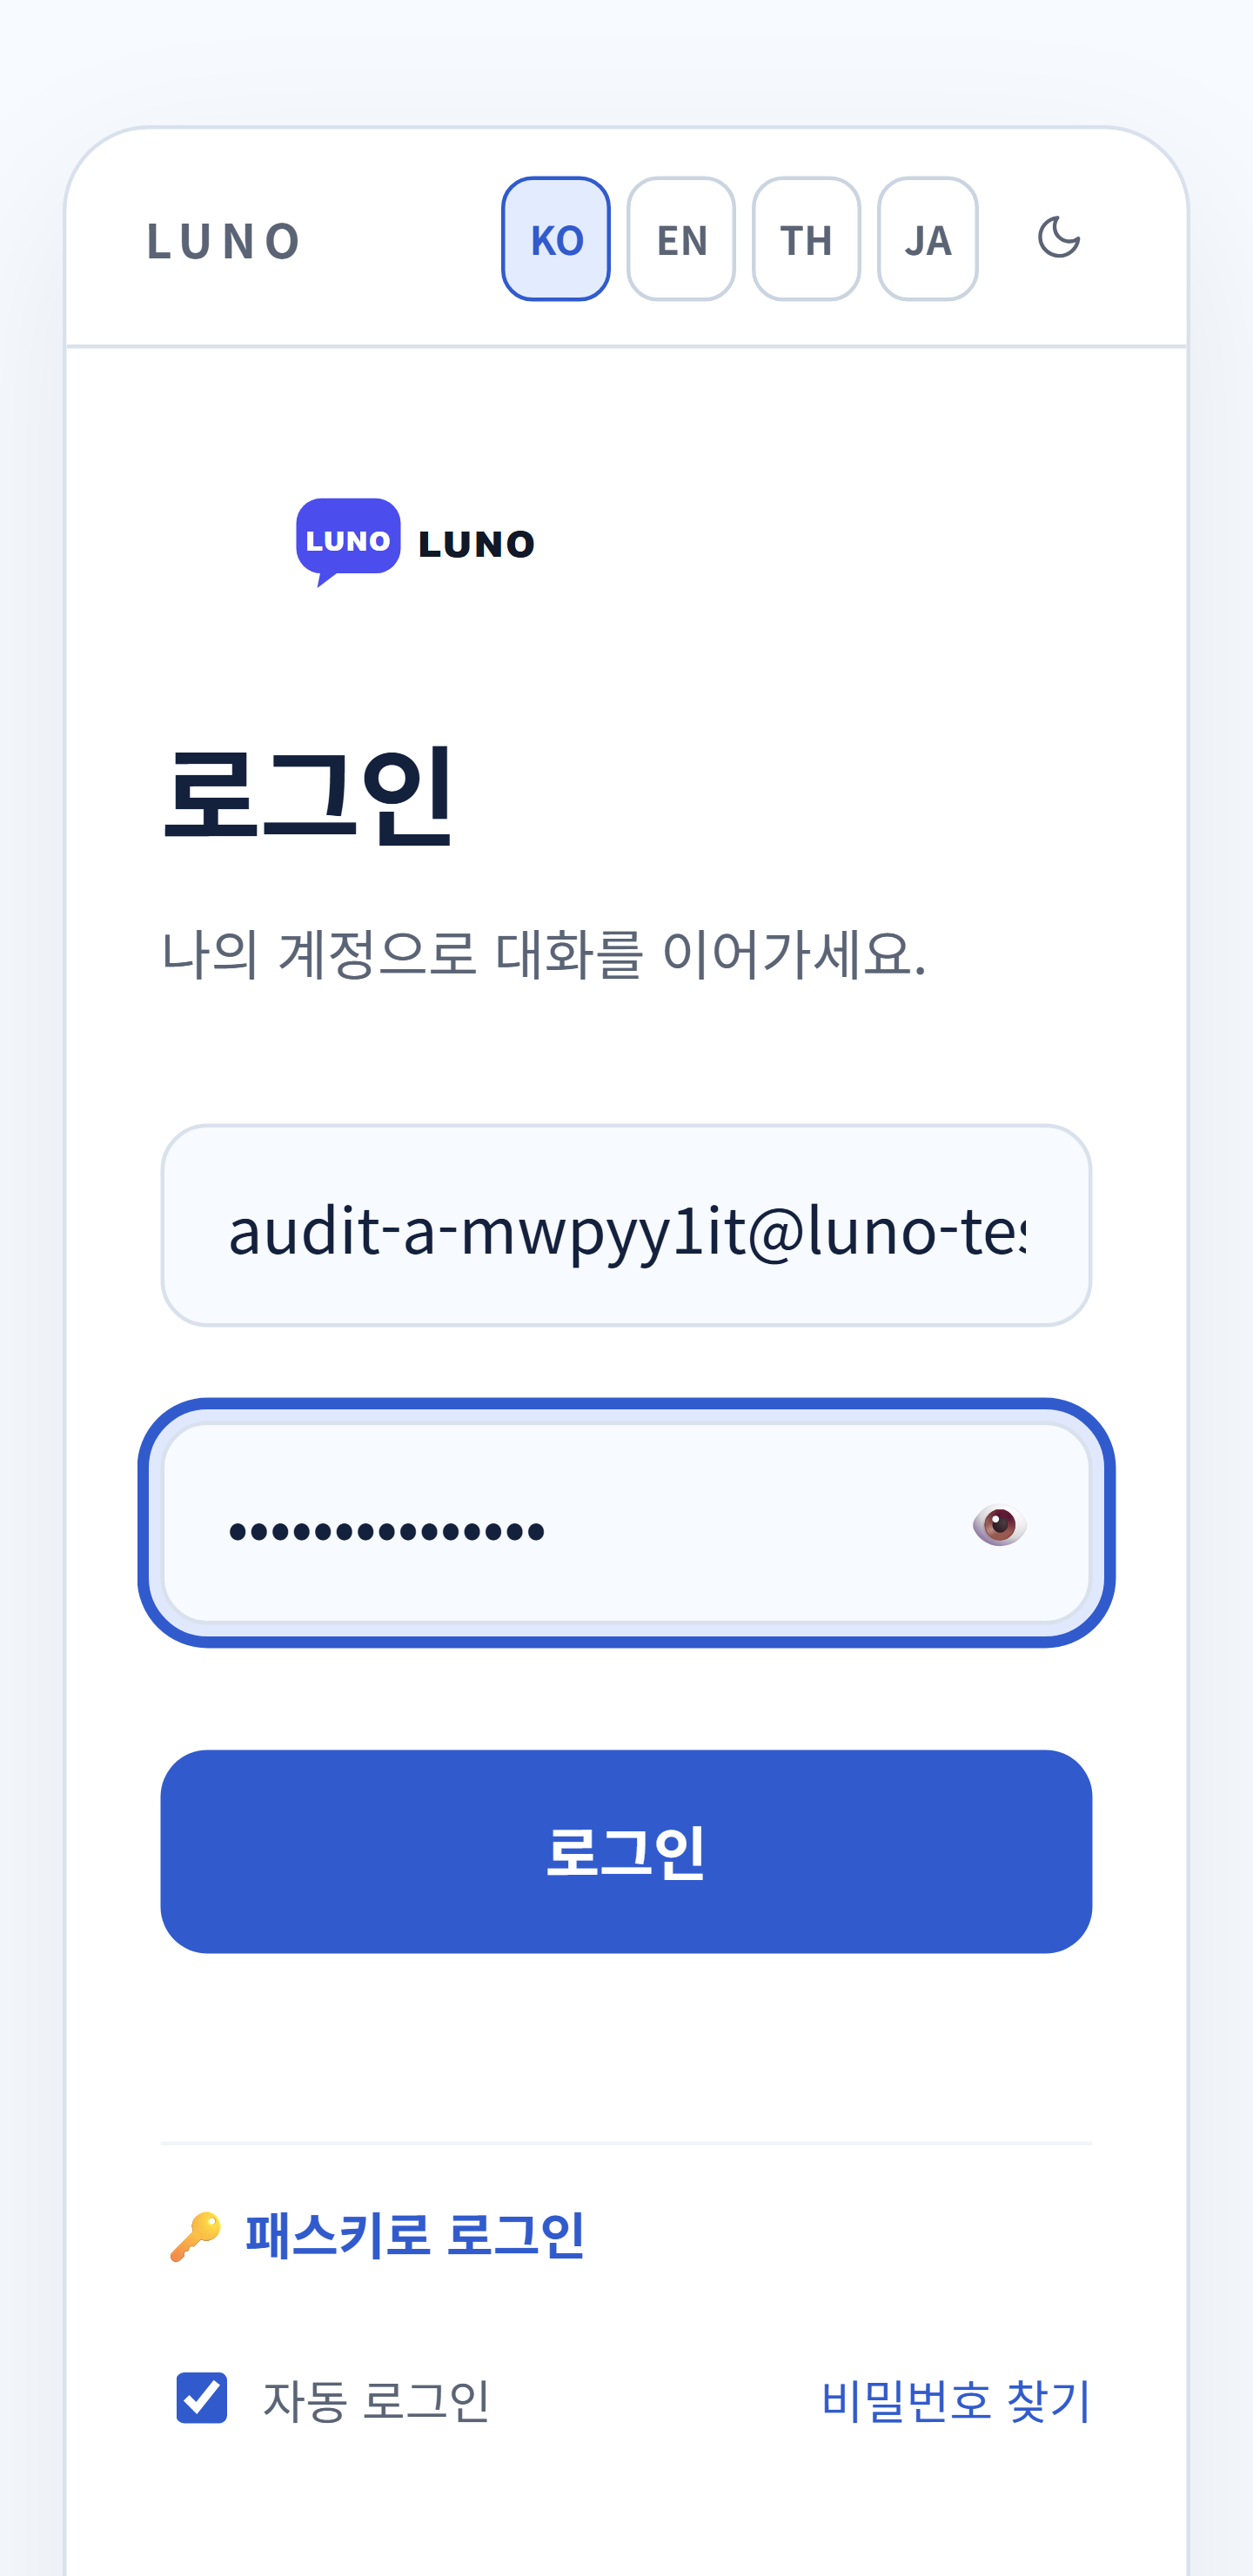 LUNO KO EN TH JA
LUNO LUNO
로그인
나의 계정으로 대화를 이어가세요.
audit-a-mwpyy1it@luno-tes
••••••••••••••• 
로그인
🔑 패스키로 로그인
자동 로그인 비밀번호 찾기